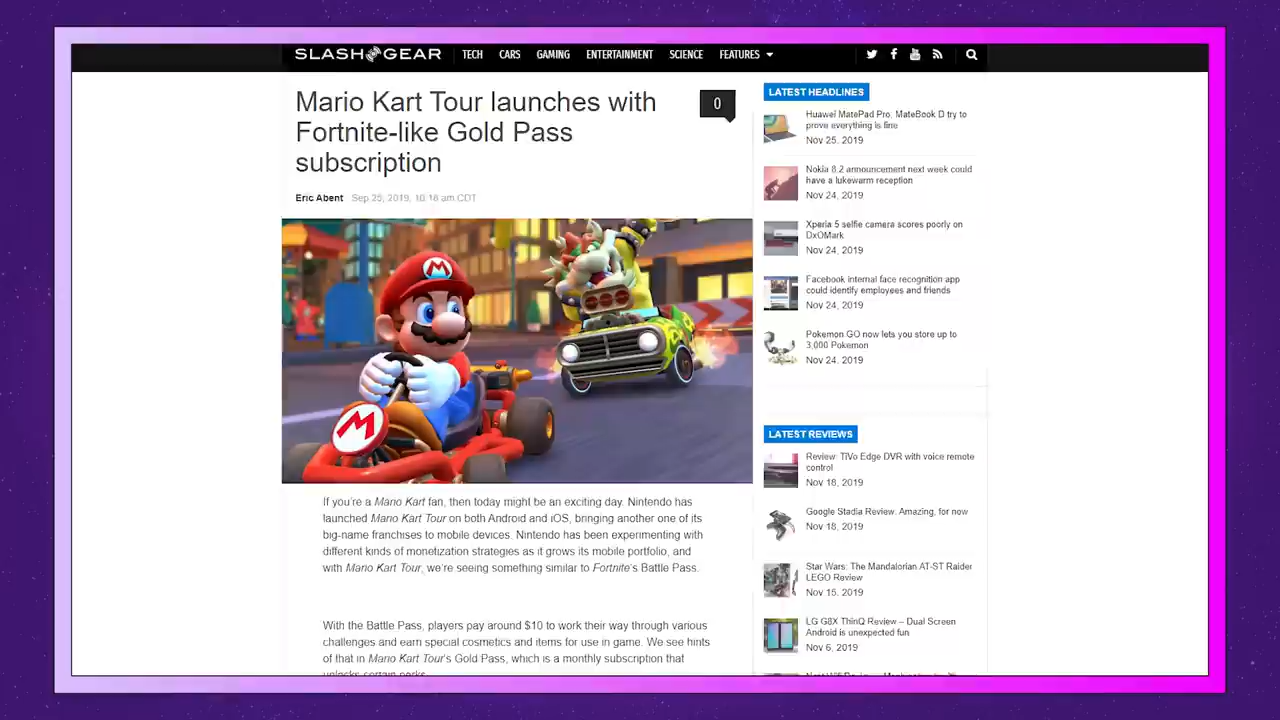 SLASHGEAR TECH CARS GAMING ENTERTAINMENT SCIENCE FEATURES
Mario Kart Tour launches with
Fortnite-like Gold Pass
subscription
0
Eric Abent Sep 25, 2019, 10:16 am CDT
M
M
If you're a Mario Kart fan, then today might be an exciting day. Nintendo has
launched Mario Kart Tour on both Android and iOS, bringing another one of its
big-name franchises to mobile devices. Nintendo has been experimenting with
different kinds of monetization strategies as it grows its mobile portfolio, and
with Mario Kart Tour, we're seeing something similar to Fortnite's Battle Pass.
With the Battle Pass, players pay around $10 to work their way through various
challenges and earn special cosmetics and items for use in game. We see hints
of that in Mario Kart Tour's Gold Pass, which is a monthly subscription that
unlocks certain perks.
LATEST HEADLINES
Huawei MatePad Pro, MateBook D try to
prove everything is fine
Nov 25, 2019
Nokia 8.2 announcement next week could
have a lukewarm reception
Nov 24, 2019
Xperia 5 selfie camera scores poorly on
DxOMark
Nov 24, 2019
Facebook internal face recognition app
could identify employees and friends
Nov 24, 2019
Pokemon GO now lets you store up to
3,000 Pokemon
Nov 24, 2019
LATEST REVIEWS
Review: TiVo Edge DVR with voice remote
control
Nov 18, 2019
Google Stadia Review: Amazing, for now
Nov 18, 2019
Star Wars: The Mandalorian AT-ST Raider
LEGO Review
Nov 15, 2019
LG G8X ThinQ Review – Dual Screen
Android is unexpected fun
Nov 6, 2019